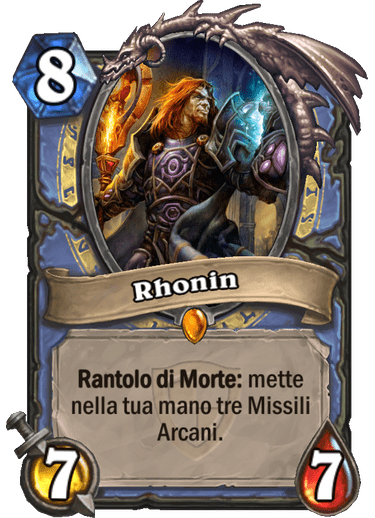 8
Rhonin
Rantolo di Morte: mette
nella tua mano tre Missili
Arcani.
7
7